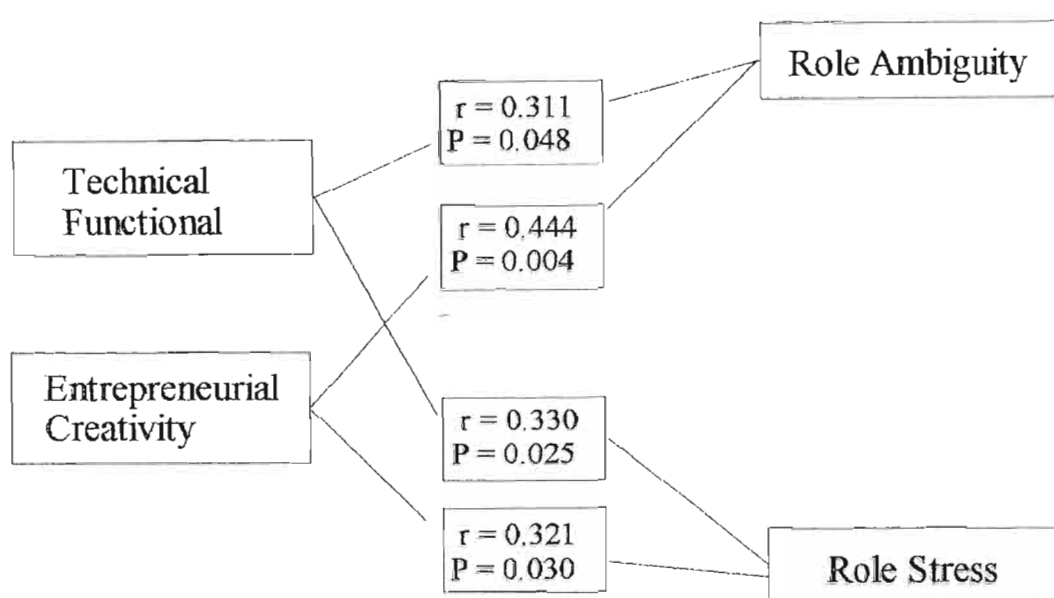 Role Ambiguity
r = 0.311
P = 0.048
Technical
Functional
r = 0.444
P = 0.004
Entrepreneurial
Creativity
r = 0.330
P = 0.025
r = 0.321
P = 0.030
Role Stress